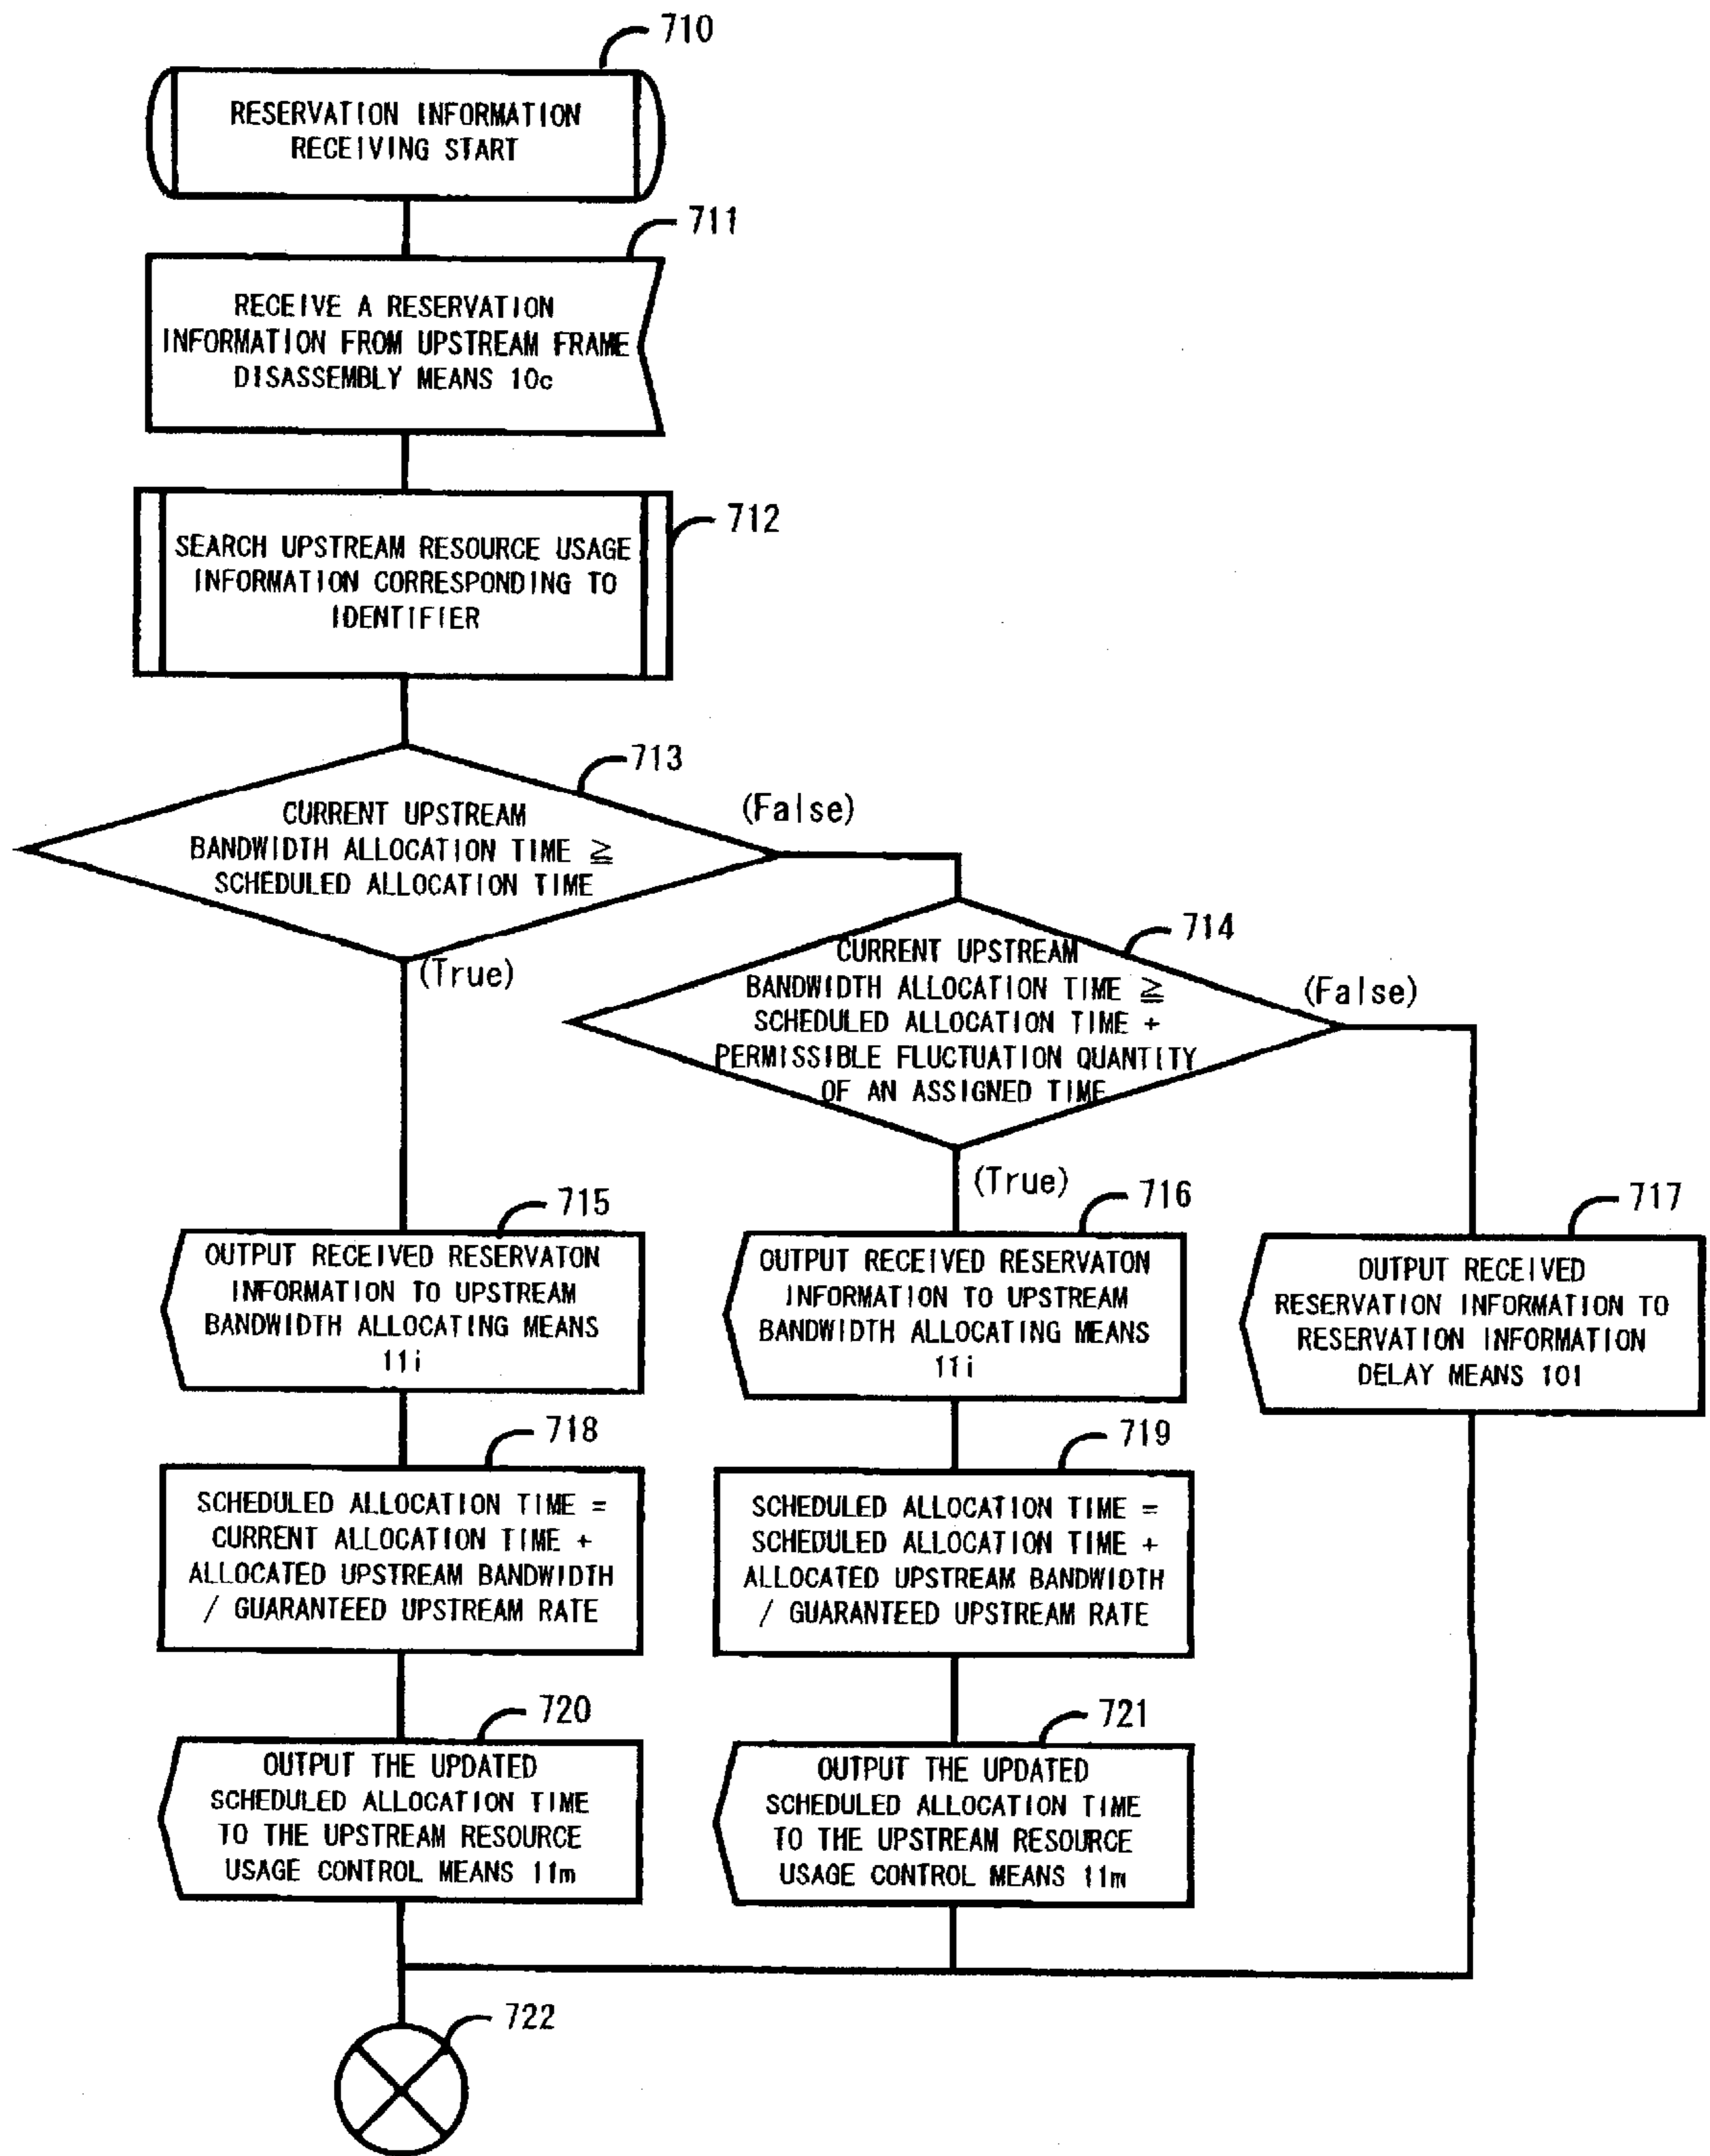 710
RESERVATION INFORMATION
RECEIVING START
711
RECEIVE A RESERVATION
INFORMATION FROM UPSTREAM FRAME
DISASSEMBLY MEANS 10c
712
SEARCH UPSTREAM RESOURCE USAGE
INFORMATION CORRESPONDING TO
IDENTIFIER
713
CURRENT UPSTREAM
BANDWIDTH ALLOCATION TIME ≧
SCHEDULED ALLOCATION TIME
(False)
(True)
714
CURRENT UPSTREAM
BANDWIDTH ALLOCATION TIME ≧
SCHEDULED ALLOCATION TIME +
PERMISSIBLE FLUCTUATION QUANTITY
OF AN ASSIGNED TIME
(False)
(True)
715
OUTPUT RECEIVED RESERVATON
INFORMATION TO UPSTREAM
BANDWIDTH ALLOCATING MEANS
11i
716
OUTPUT RECEIVED RESERVATON
INFORMATION TO UPSTREAM
BANDWIDTH ALLOCATING MEANS
11i
717
OUTPUT RECEIVED
RESERVATION INFORMATION TO
RESERVATION INFORMATION
DELAY MEANS 10l
718
SCHEDULED ALLOCATION TIME =
CURRENT ALLOCATION TIME +
ALLOCATED UPSTREAM BANDWIDTH
/ GUARANTEED UPSTREAM RATE
719
SCHEDULED ALLOCATION TIME =
SCHEDULED ALLOCATION TIME +
ALLOCATED UPSTREAM BANDWIDTH
/ GUARANTEED UPSTREAM RATE
720
OUTPUT THE UPDATED
SCHEDULED ALLOCATION TIME
TO THE UPSTREAM RESOURCE
USAGE CONTROL MEANS 11m
721
OUTPUT THE UPDATED
SCHEDULED ALLOCATION TIME
TO THE UPSTREAM RESOURCE
USAGE CONTROL MEANS 11m
722